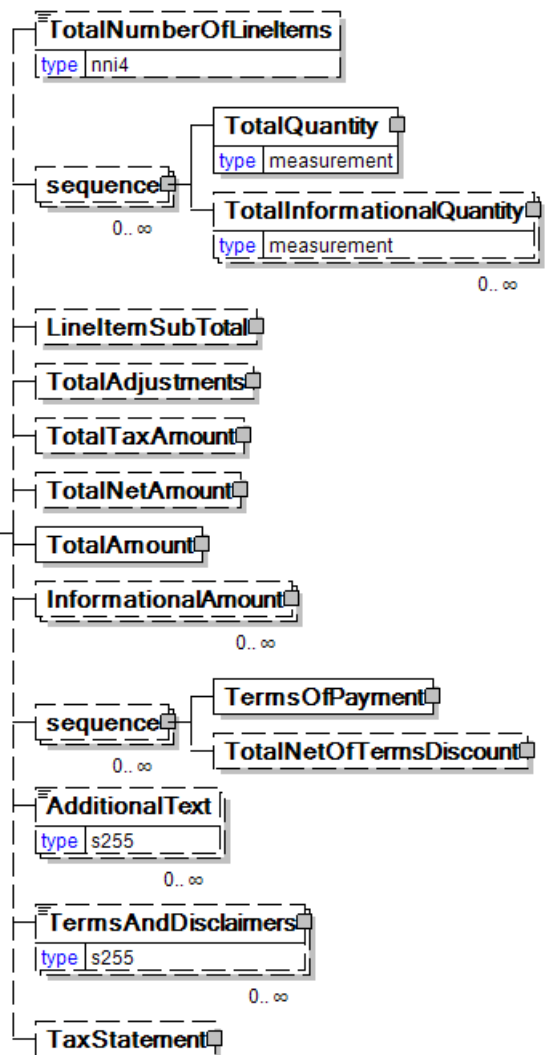 TotalNumberOfLineItems
type nni4
TotalQuantity
type measurement
sequence
0.. ∞
TotalInformationalQuantity
type measurement
0.. ∞
LineItemSubTotal
TotalAdjustments
TotalTaxAmount
TotalNetAmount
TotalAmount
InformationalAmount
0.. ∞
TermsOfPayment
sequence
0.. ∞
TotalNetOfTermsDiscount
AdditionalText
type s255
0.. ∞
TermsAndDisclaimers
type s255
0.. ∞
TaxStatement